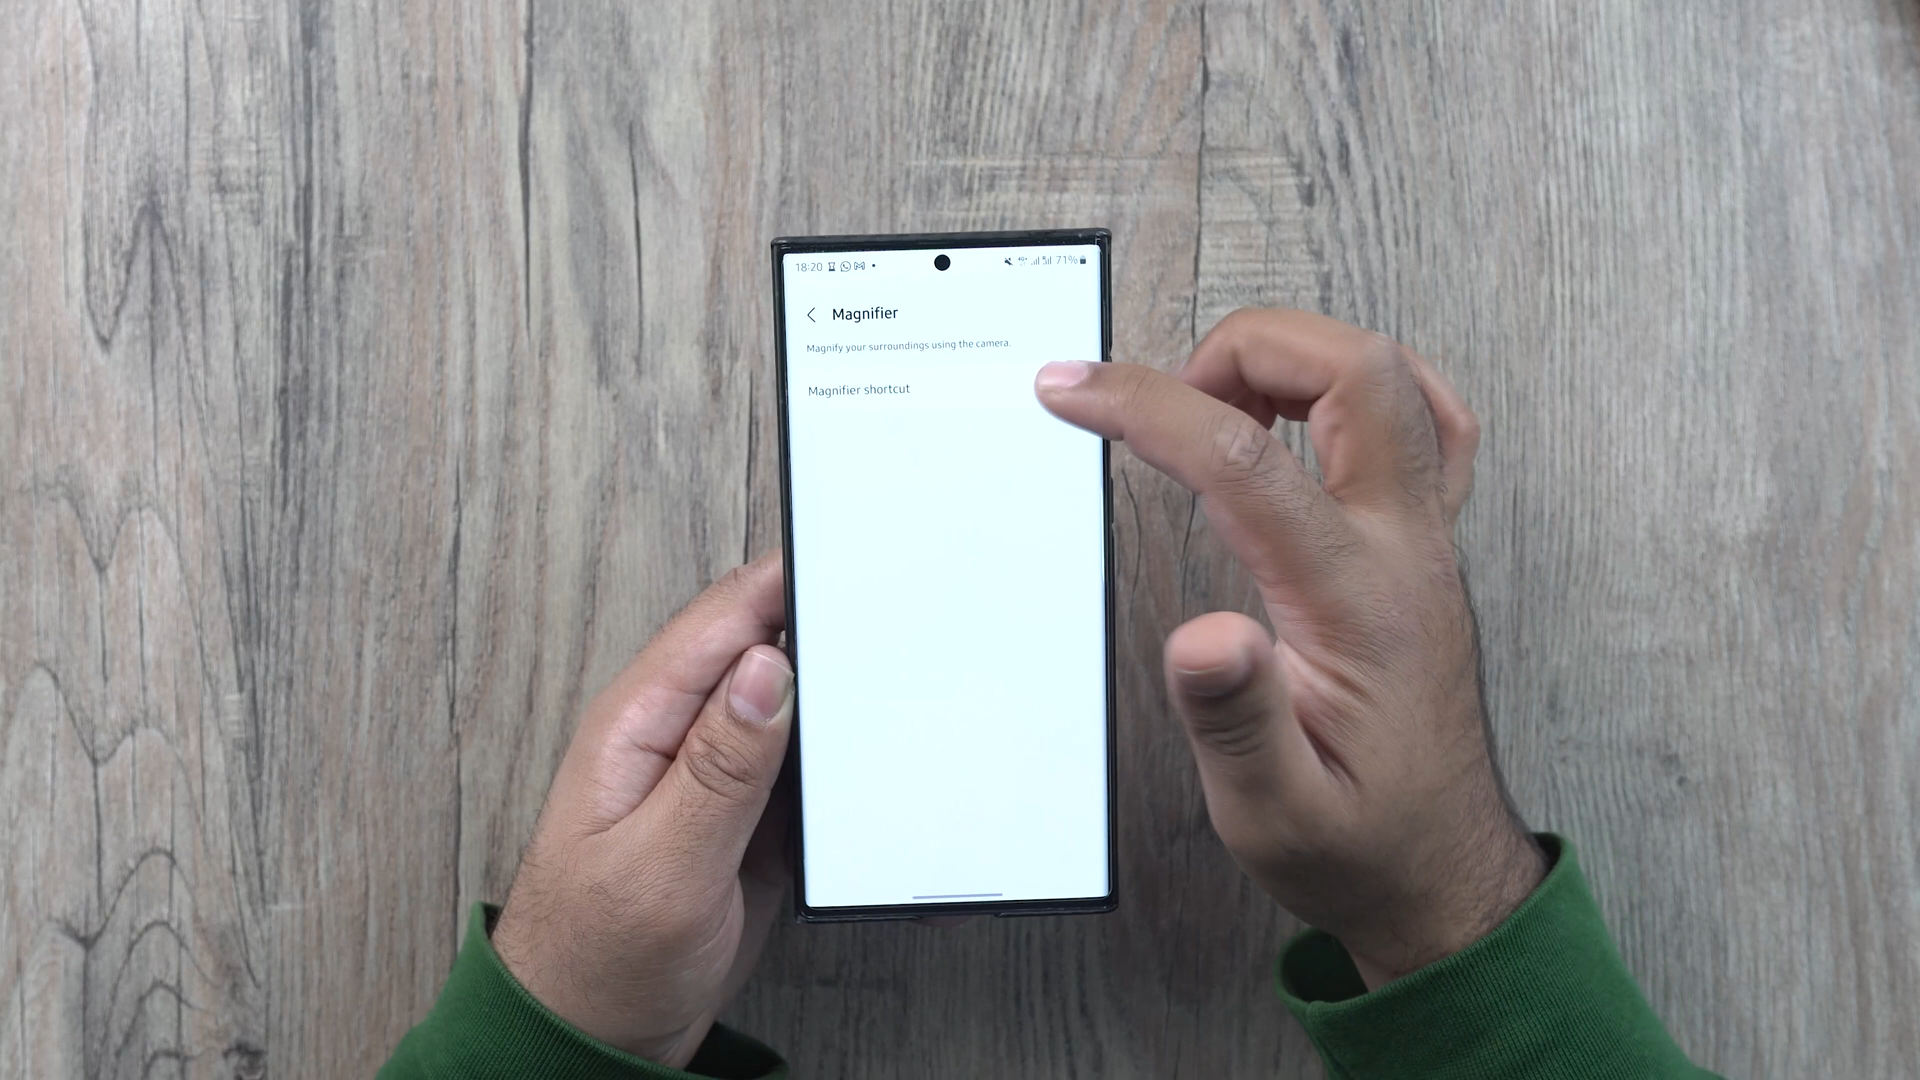 18:20
71%
Magnifier
Magnify your surroundings using the camera.
Magnifier shortcut